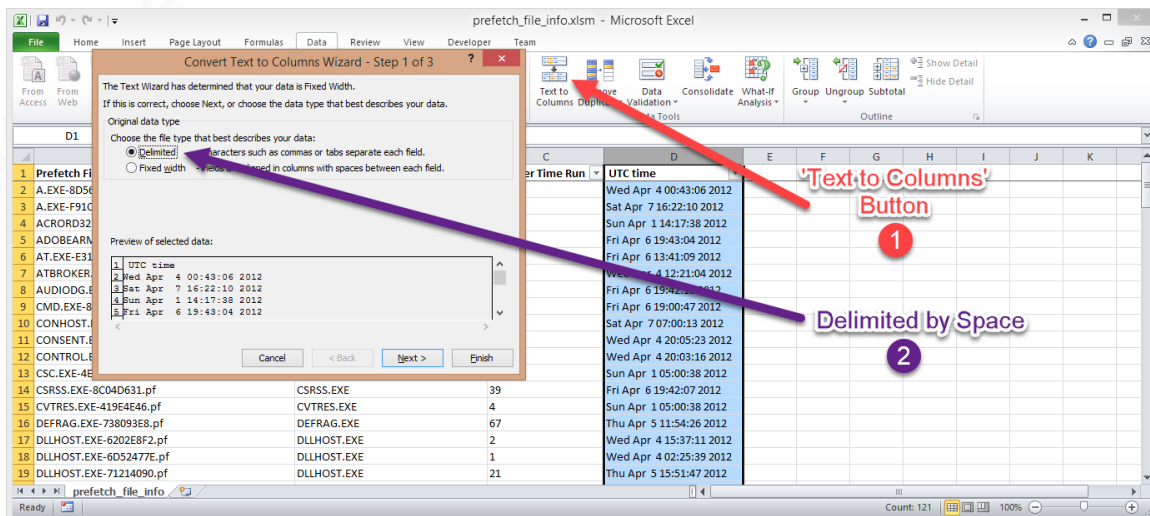 prefetch_file_info.xlsm - Microsoft Excel
File Home Insert Page Layout Formulas Data Review View Developer Team
From Access
From Web
Text to Columns
Data Validation
Consolidate
What-If Analysis
Group
Ungroup
Subtotal
Show Detail
Hide Detail
Outline
Convert Text to Columns Wizard - Step 1 of 3
The Text Wizard has determined that your data is Fixed Width.
If this is correct, choose Next, or choose the data type that best describes your data.
Original data type
Choose the file type that best describes your data:
Delimited
such as commas or tabs separate each field.
Fixed width
in columns with spaces between each field.
Preview of selected data:
1 UTC time
2 Wed Apr 4 00:43:06 2012
3 Sat Apr 7 16:22:10 2012
4 Sun Apr 1 14:17:38 2012
5 Fri Apr 6 19:43:04 2012
Cancel < Back Next > Finish
D1
C D E F G H I J K
1 Prefetch Time Run UTC time
2 A.EXE-8D56 Wed Apr 4 00:43:06 2012
3 A.EXE-F91 Sat Apr 7 16:22:10 2012
4 ACRORD32 Sun Apr 1 14:17:38 2012
5 ADOBEARM Fri Apr 6 19:43:04 2012
6 AT.EXE-E31 Fri Apr 6 13:41:09 2012
7 ATBROKER. 4 12:21:04 2012
8 AUDIODG. Fri Apr 6
9 CMD.EXE-8 Fri Apr 6 19:00:47 2012
10 CONHOST. Sat Apr 7 07:00:13 2012
11 CONSENT. Wed Apr 4 20:05:23 2012
12 CONTROL. Wed Apr 4 20:03:16 2012
13 CSC.EXE-4E Sun Apr 1 05:00:38 2012
14 CSRSS.EXE-8C04D631.pf CSRSS.EXE 39 Fri Apr 6 19:42:07 2012
15 CVTRES.EXE-419E4E46.pf CVTRES.EXE 4 Sun Apr 1 05:00:38 2012
16 DEFRAG.EXE-738093E8.pf DEFRAG.EXE 67 Thu Apr 5 11:54:26 2012
17 DLLHOST.EXE-6202E8F2.pf DLLHOST.EXE 2 Wed Apr 4 15:37:11 2012
18 DLLHOST.EXE-6D52477E.pf DLLHOST.EXE 1 Wed Apr 4 02:25:39 2012
19 DLLHOST.EXE-71214090.pf DLLHOST.EXE 21 Thu Apr 5 15:51:47 2012
'Text to Columns'
Button
1
Delimited by Space
2
prefetch_file_info
Ready Count: 121 100%